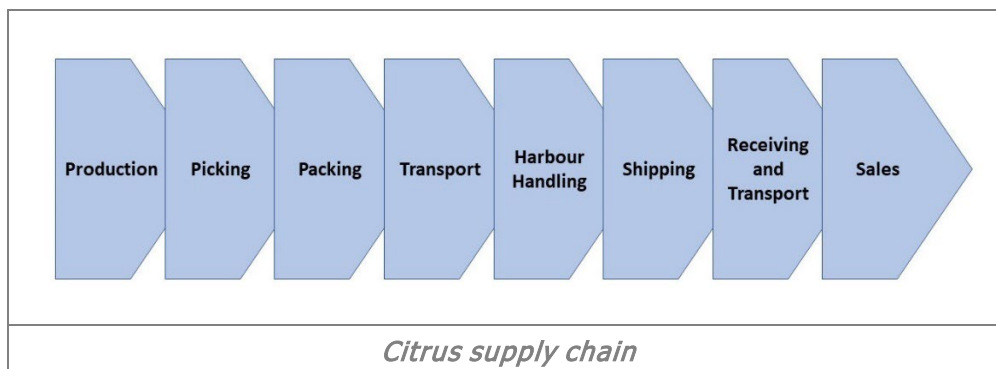 Production
Picking
Packing
Transport
Harbour
Handling
Shipping
Receiving
and
Transport
Sales
Citrus supply chain